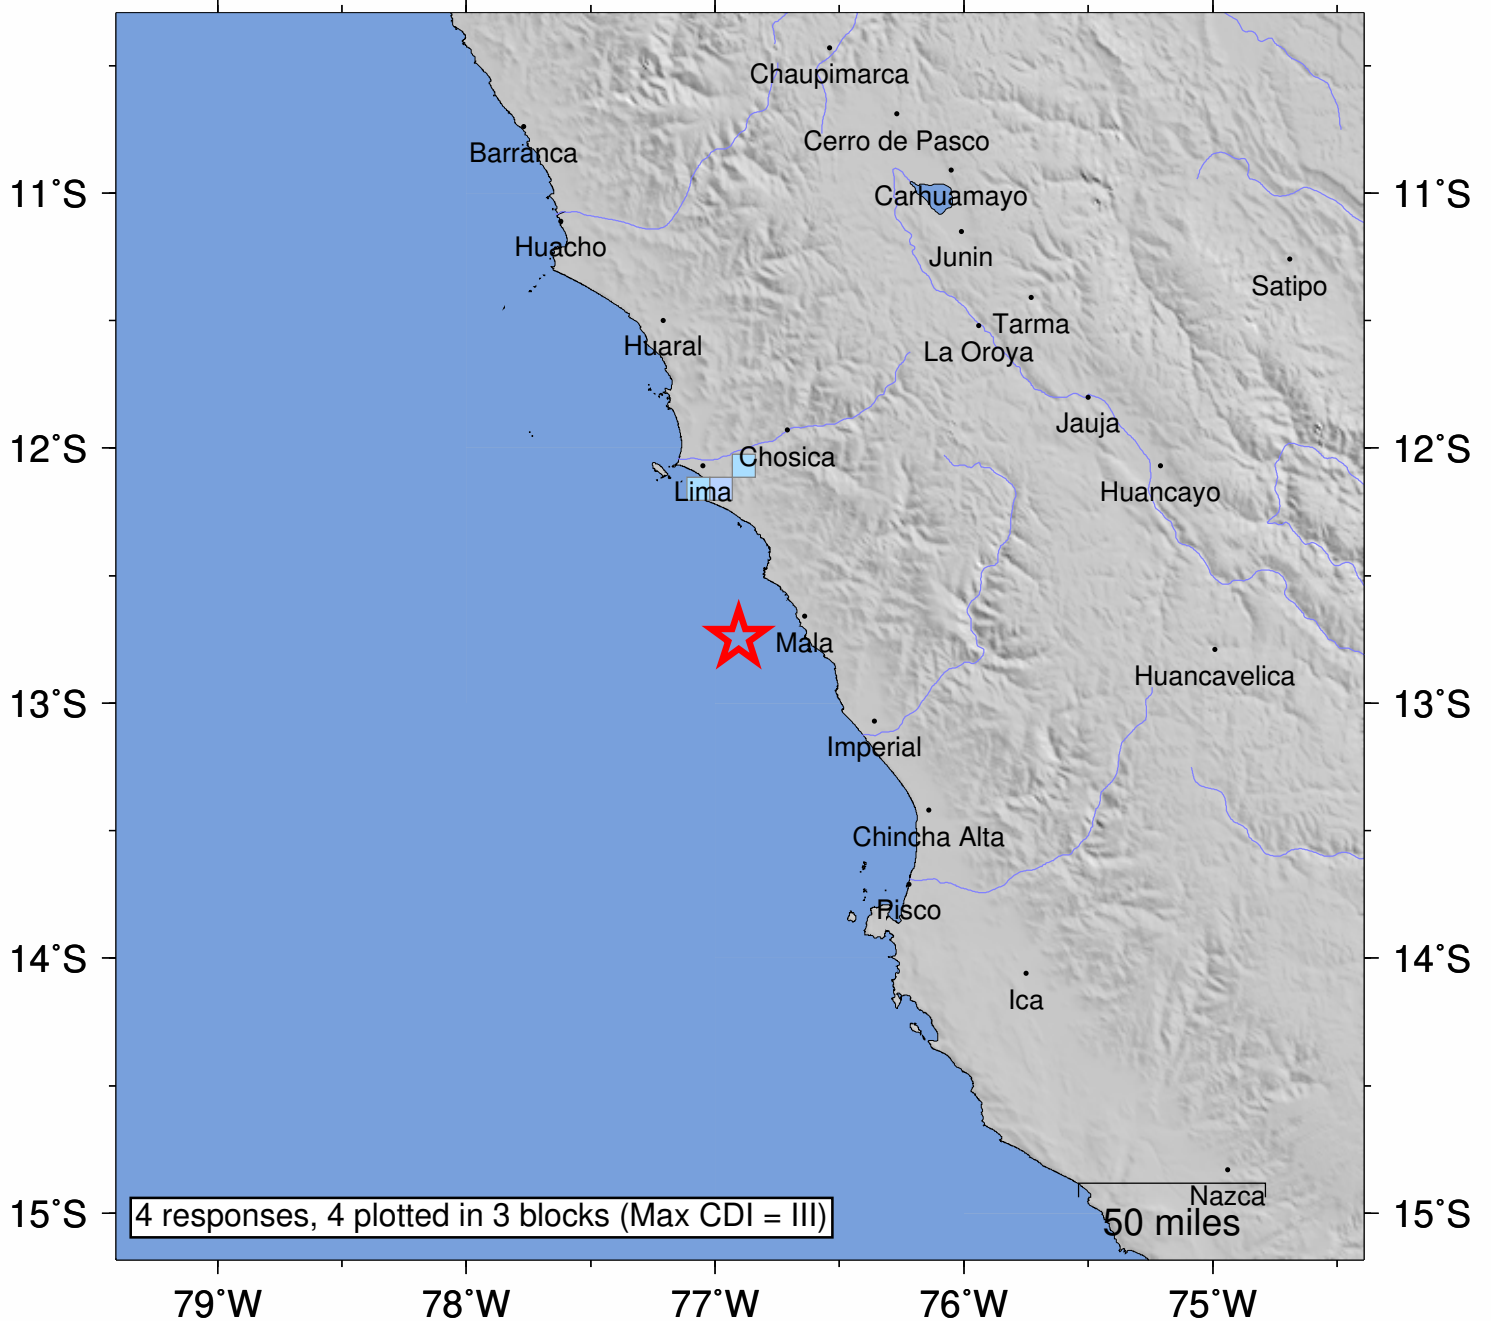 Chaupimarca
Cerro de Pasco
Barranca
11°S
Carhuamayo
11°S
Huacho
Junin
Satipo
Tarma
Huaral
La Oroya
Jauja
12°S
Chosica
12°S
Lima
Huancayo
Mala
Huancavelica
13°S
13°S
Imperial
Chincha Alta
Pisco
14°S
14°S
Ica
Nazca
15°S
4 responses, 4 plotted in 3 blocks (Max CDI = III)
50 miles
15°S
79°W
78°W
77°W
76°W
75°W